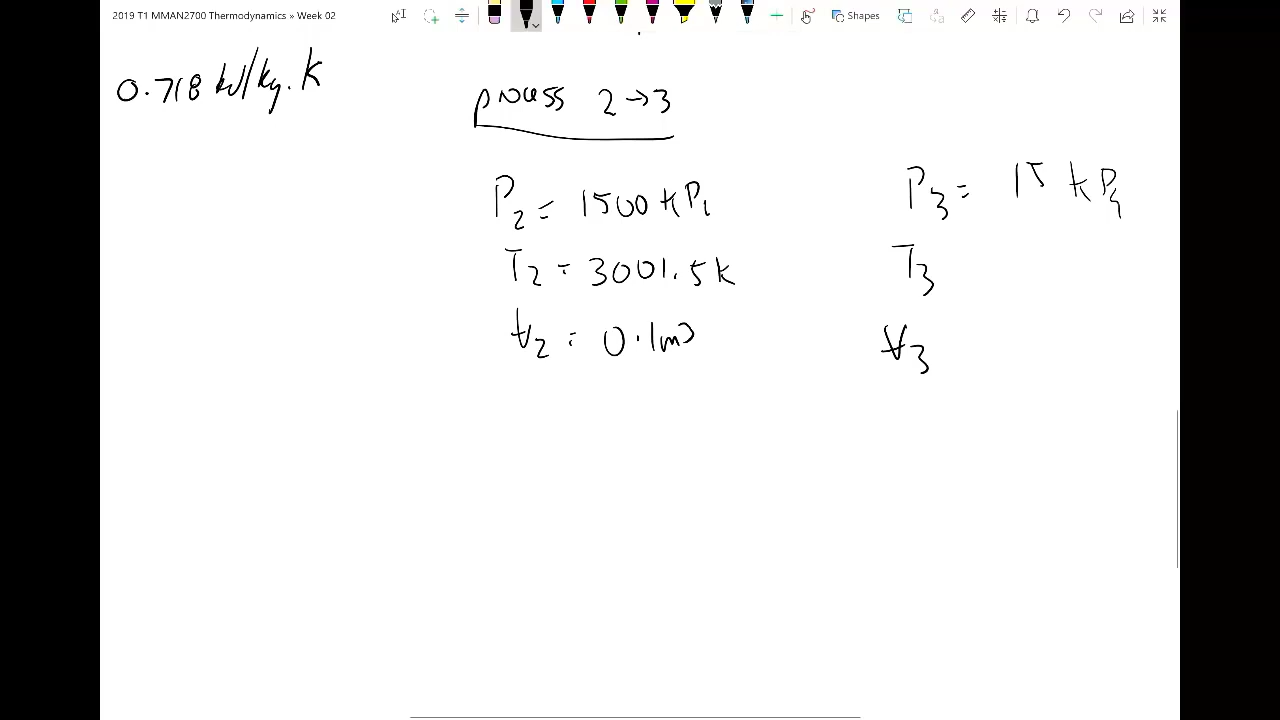 2019 T1 MMAN2700 Thermodynamics » Week 02
Shapes
0.718 kJ/kg.K
process 2→3
P2 = 1500 kPa
P3 = 15 kPa
T2 = 3001.5K
T3
V2 = 0.1m3
V3